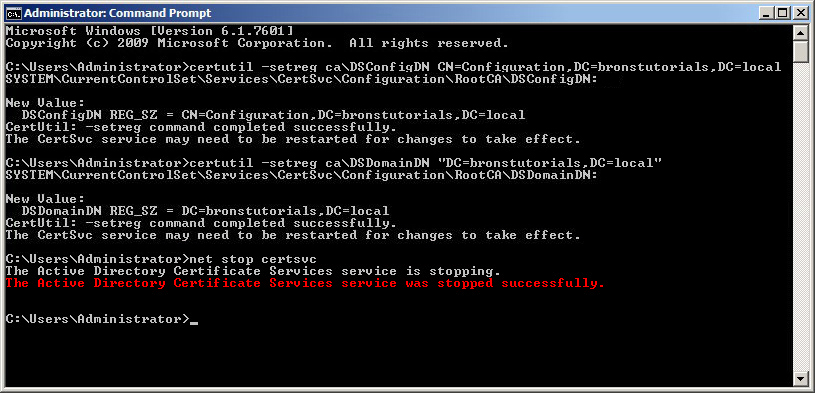 Administrator: Command Prompt
Microsoft Windows [Version 6.1.7601]
Copyright (c) 2009 Microsoft Corporation.  All rights reserved.
C:\Users\Administrator>certutil -setreg ca\DSConfigDN CN=Configuration,DC=bronstutorials,DC=local
SYSTEM\CurrentControlSet\Services\CertSvc\Configuration\RootCA\DSConfigDN:
New Value:
DSConfigDN REG_SZ = CN=Configuration,DC=bronstutorials,DC=local
CertUtil: -setreg command completed successfully.
The CertSvc service may need to be restarted for changes to take effect.
C:\Users\Administrator>certutil -setreg ca\DSDomainDN "DC=bronstutorials,DC=local"
SYSTEM\CurrentControlSet\Services\CertSvc\Configuration\RootCA\DSDomainDN:
New Value:
DSDomainDN REG_SZ = DC=bronstutorials,DC=local
CertUtil: -setreg command completed successfully.
The CertSvc service may need to be restarted for changes to take effect.
C:\Users\Administrator>net stop certsvc
The Active Directory Certificate Services service is stopping.
The Active Directory Certificate Services service was stopped successfully.
C:\Users\Administrator>_